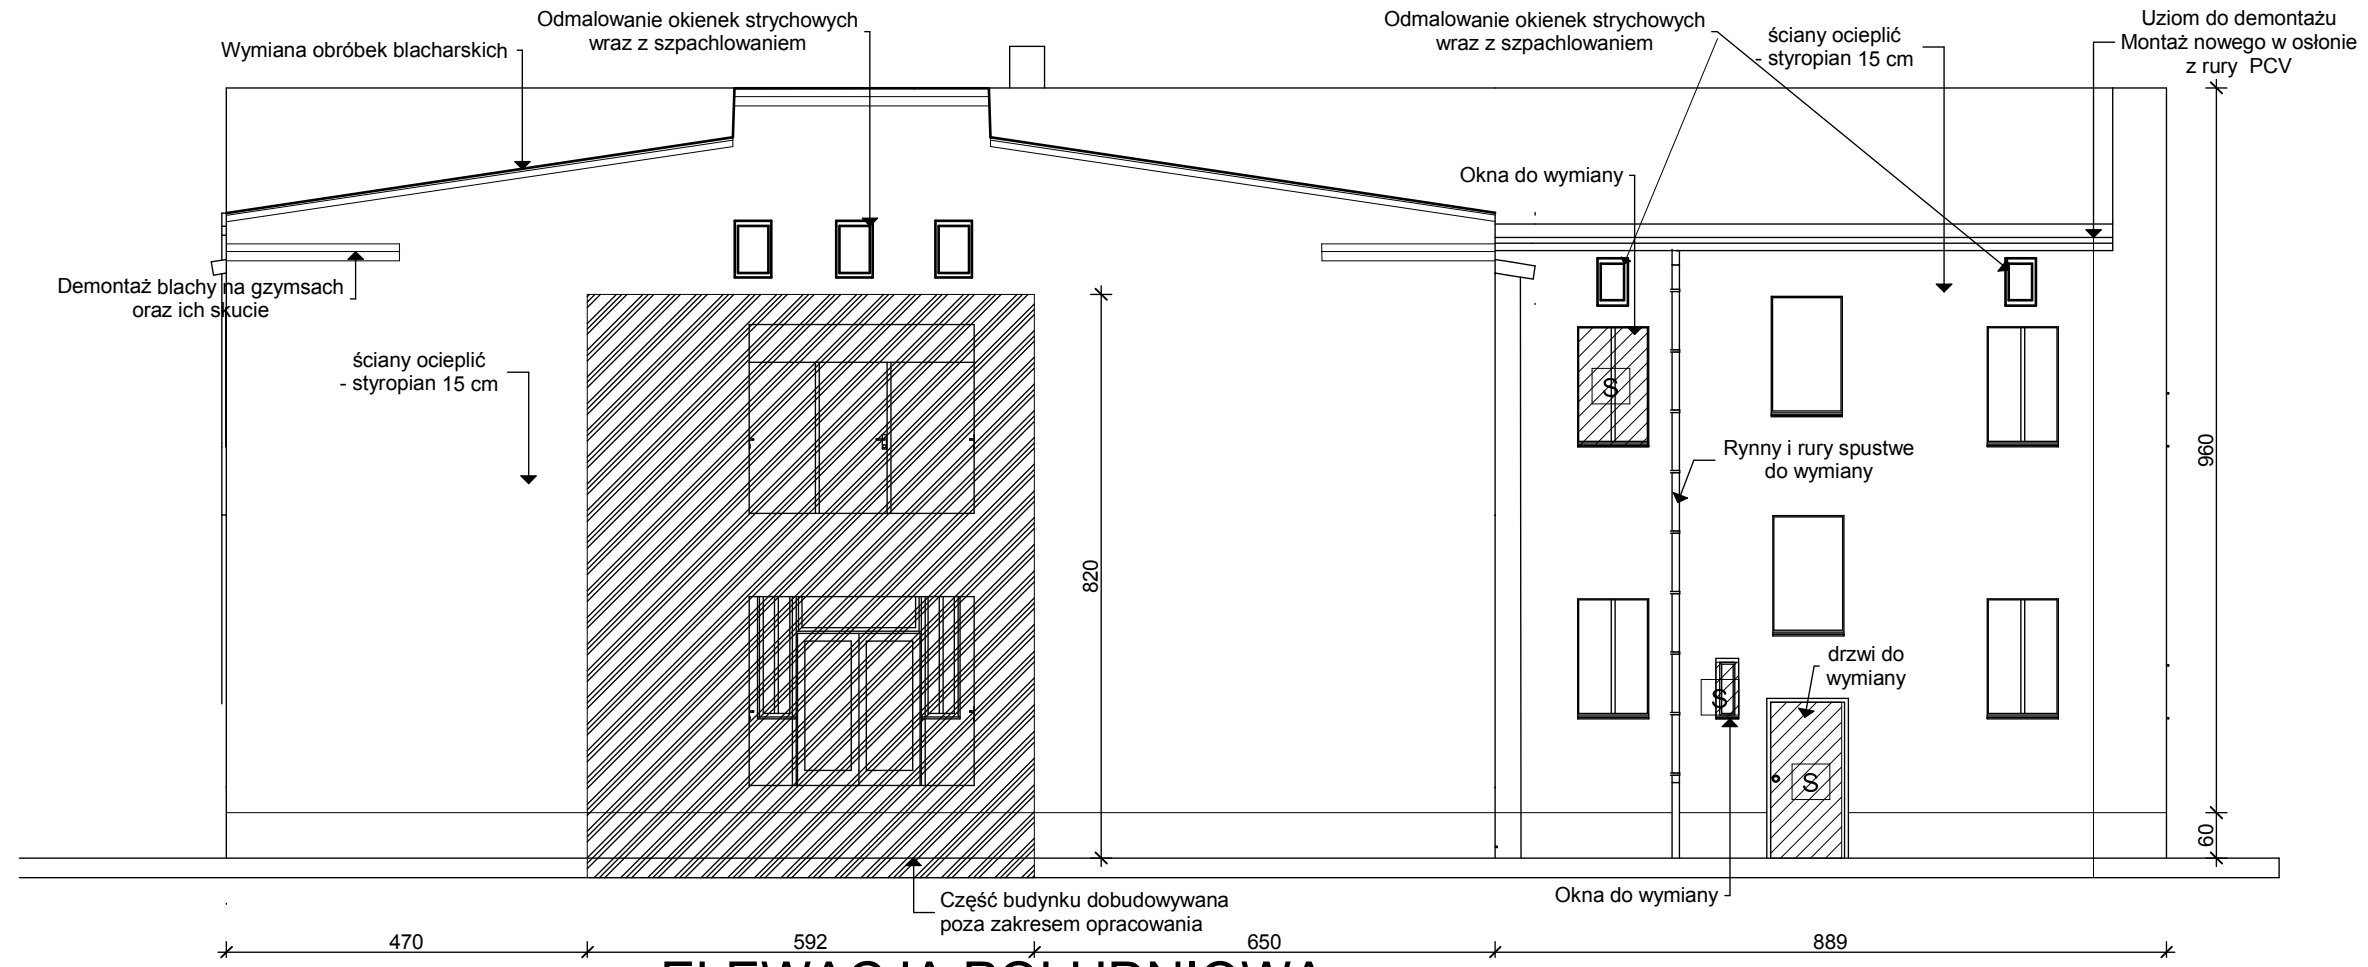 Odmalowanie okienek strychowych
wraz z szpachlowaniem
Wymiana obróbek blacharskich
Odmalowanie okienek strychowych
wraz z szpachlowaniem
ściany ocieplić
- styropian 15 cm
Uziom do demontażu
Montaż nowego w osłonie
z rury PCV
Okna do wymiany
Demontaż blachy na gzymsach
oraz ich skucie
ściany ocieplić
- styropian 15 cm
S
Rynny i rury spustwe
do wymiany
960
820
drzwi do
wymiany
S
S
60
Część budynku dobudowywana
poza zakresem opracowania
Okna do wymiany
470
592
650
889
ELEWACJA POŁUDNIOWA